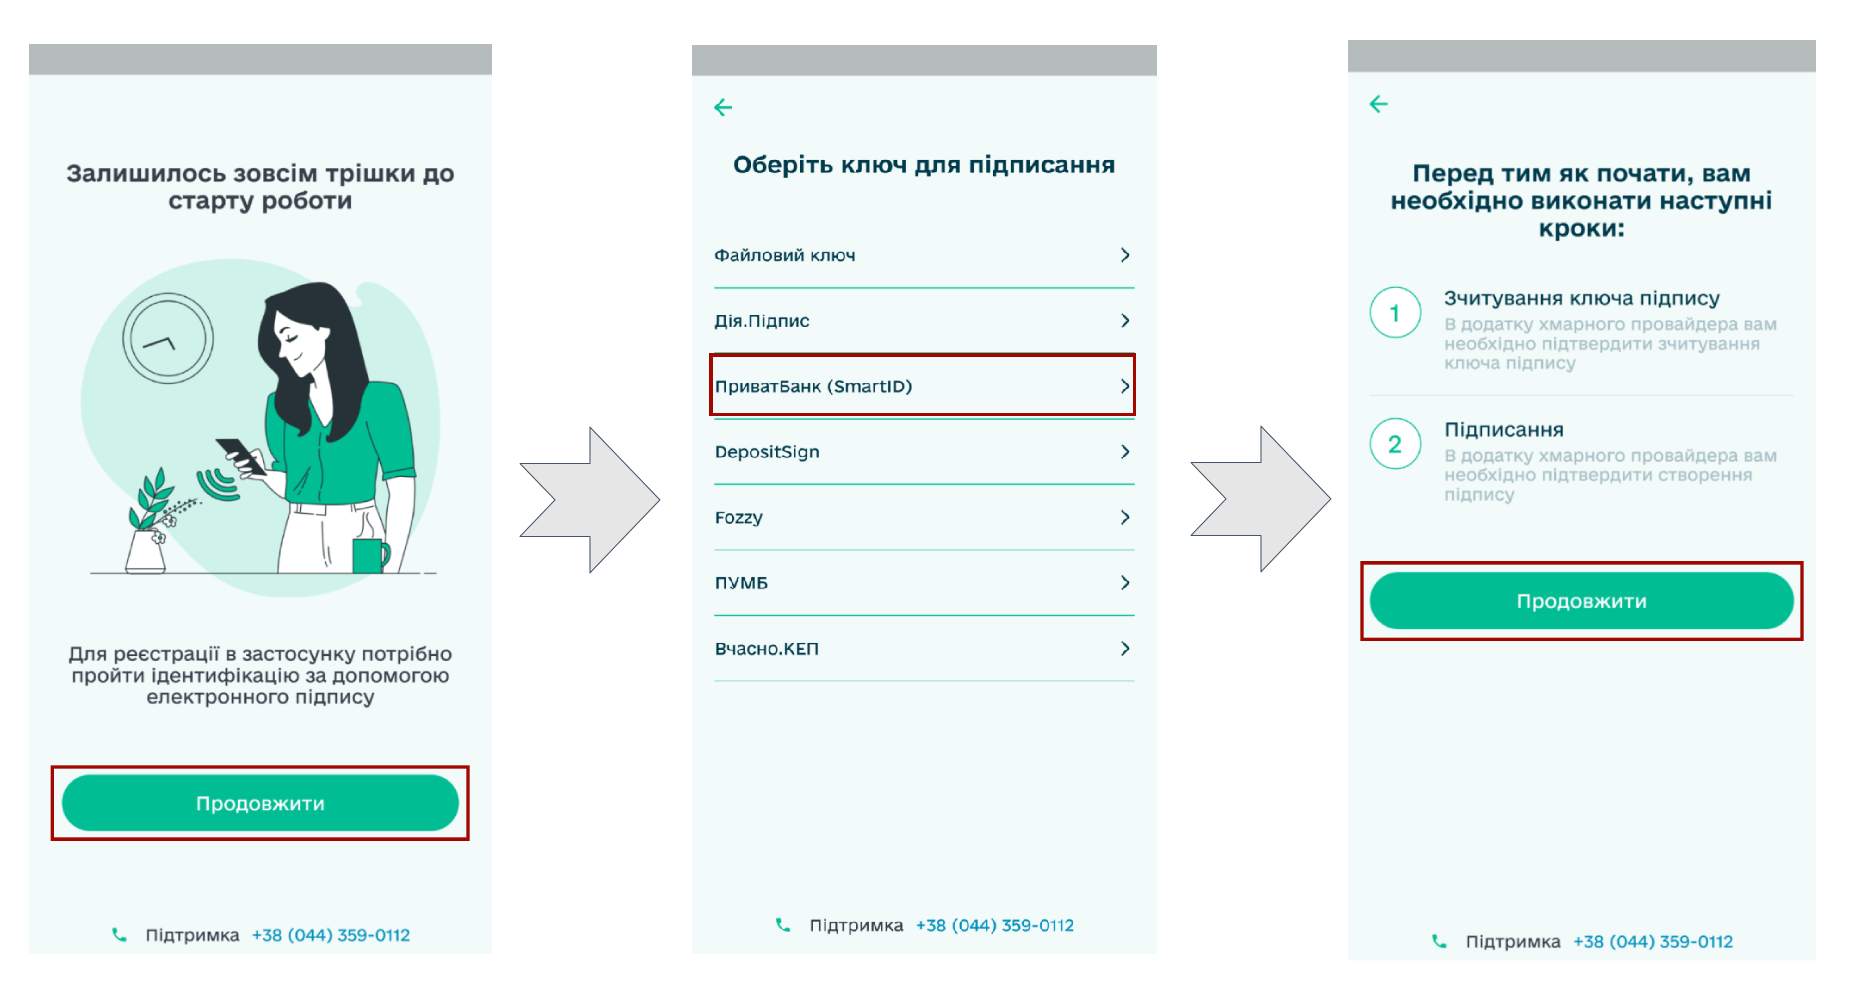 Залишилось зовсім трішки до
старту роботи
Для реєстрації в застосунку потрібно
пройти ідентифікацію за допомогою
електронного підпису
Продовжити
Підтримка +38 (044) 359-0112
Оберіть ключ для підписання
Файловий ключ
Дія.Підпис
ПриватБанк (SmartID)
DepositSign
Fozzy
ПУМБ
Вчасно.КЕП
Підтримка +38 (044) 359-0112
Перед тим як почати, вам
необхідно виконати наступні
кроки:
1 Зчитування ключа підпису
В додатку хмарного провайдера вам
необхідно підтвердити зчитування
ключа підпису
2 Підписання
В додатку хмарного провайдера вам
необхідно підтвердити створення
підпису
Продовжити
Підтримка +38 (044) 359-0112